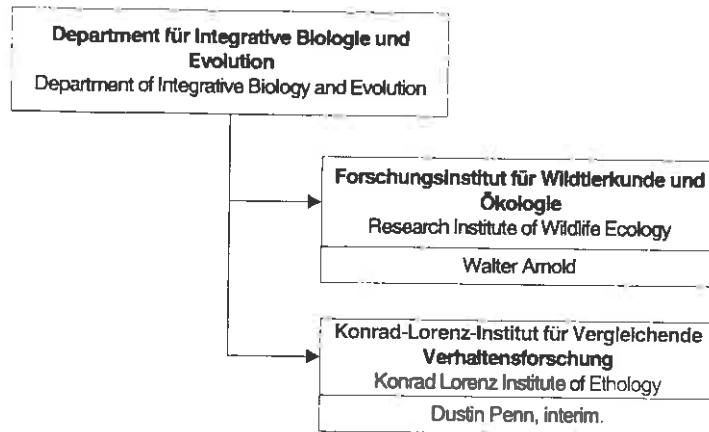 Department für Integrative Biologie und
Evolution
Department of Integrative Biology and Evolution
Forschungsinstitut für Wildtierkunde und
Ökologie
Research Institute of Wildlife Ecology
Walter Arnold
Konrad-Lorenz-Institut für Vergleichende
Verhaltensforschung
Konrad Lorenz Institute of Ethology
Dustin Penn, interim.